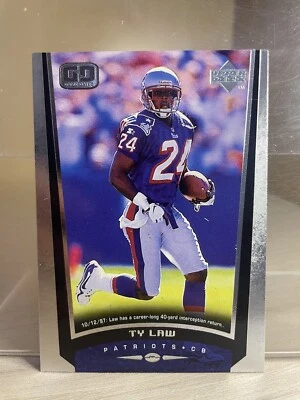 GD
UPPER DECK
24
24
10/12/97: Law has a career-long 40-yard interception return.
TY LAW
PATRIOTS • CB